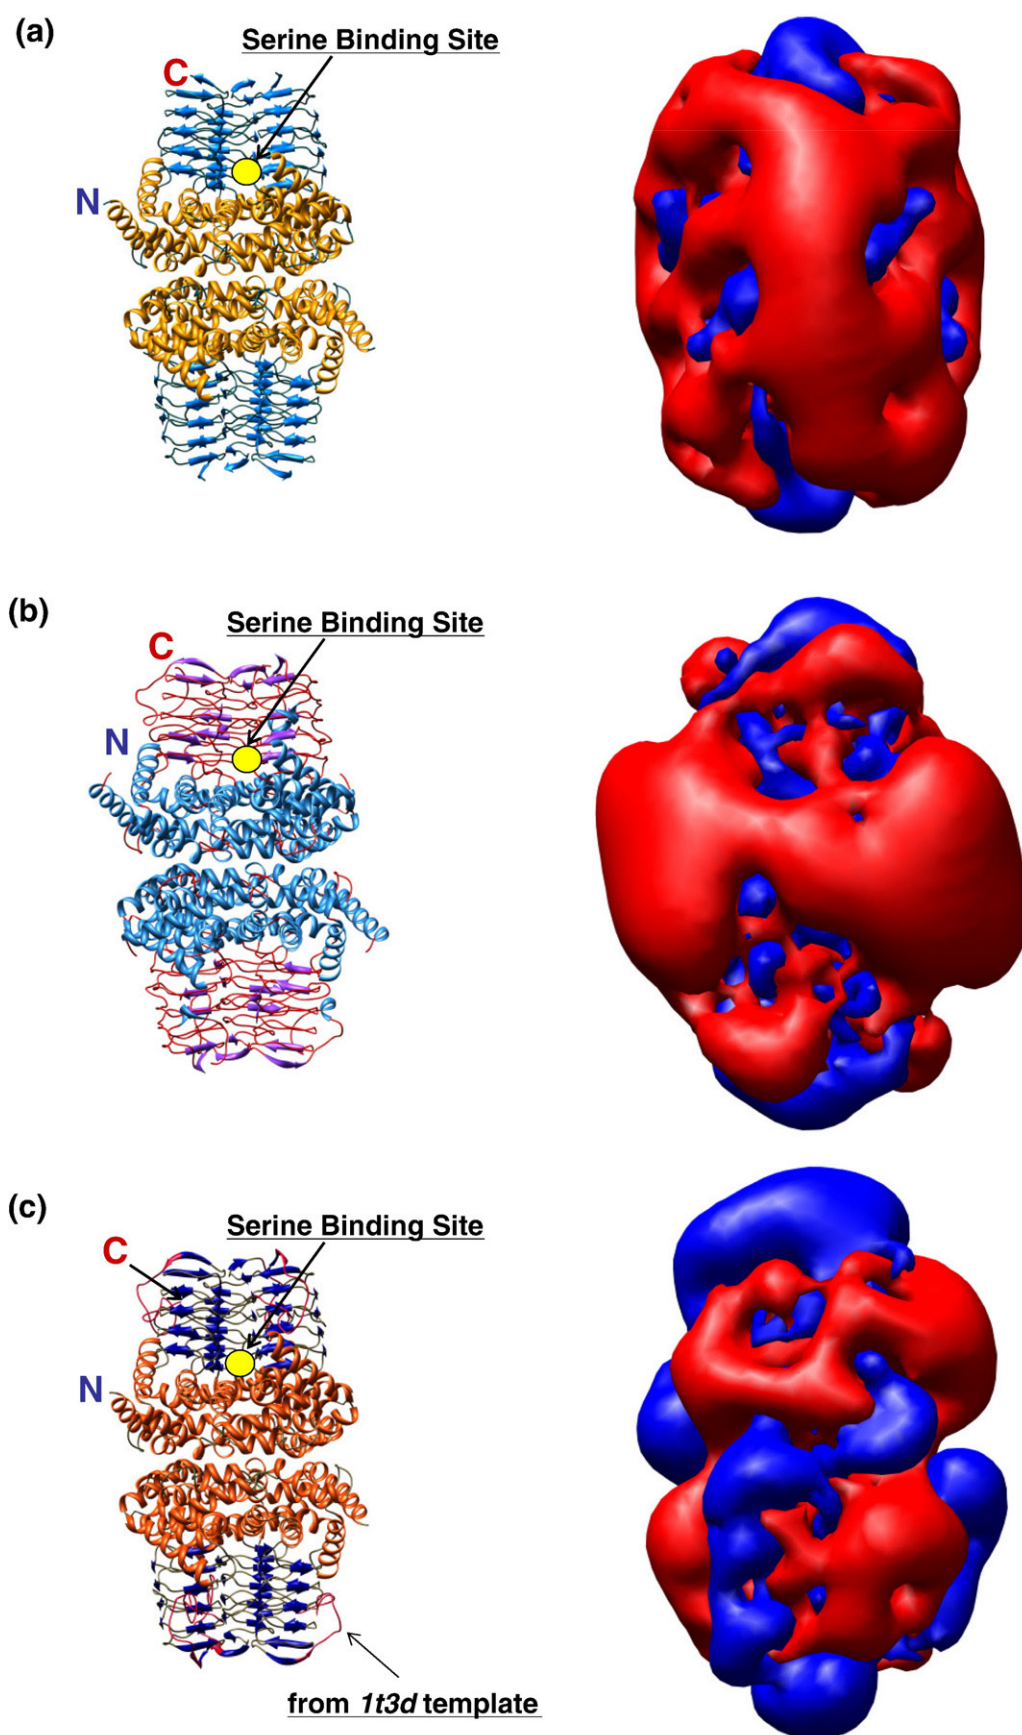 (a)
Serine Binding Site
C
N
(b)
Serine Binding Site
C
N
(c)
Serine Binding Site
C
N
from 1t3d template